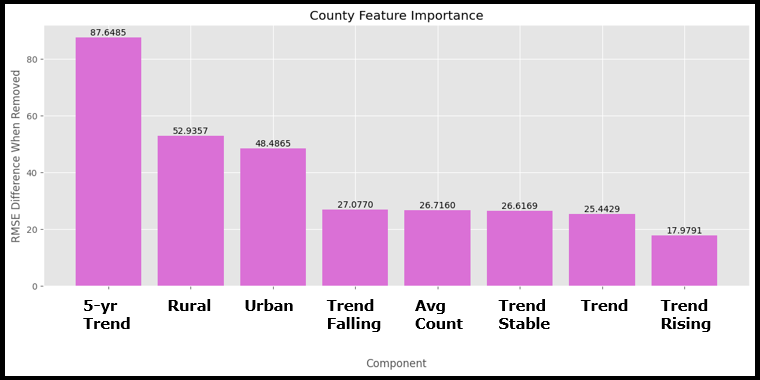 County Feature Importance
RMSE Difference When Removed
80
60
40
20
0
87.6485
52.9357
48.4865
27.0770
26.7160
26.6169
25.4429
17.9791
5-yr
Trend
Rural
Urban
Trend
Falling
Avg
Count
Trend
Stable
Trend
Trend
Rising
Component